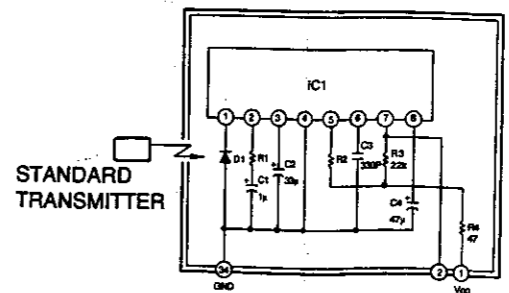 iC1
1 2 3 4 5 6 7 8
D1
R1
C1
1µ
C2
33µ
R2
C3
330P
R3
22k
C4
47µ
R4
47
STANDARD
TRANSMITTER
34
GND
2 1
Vcc